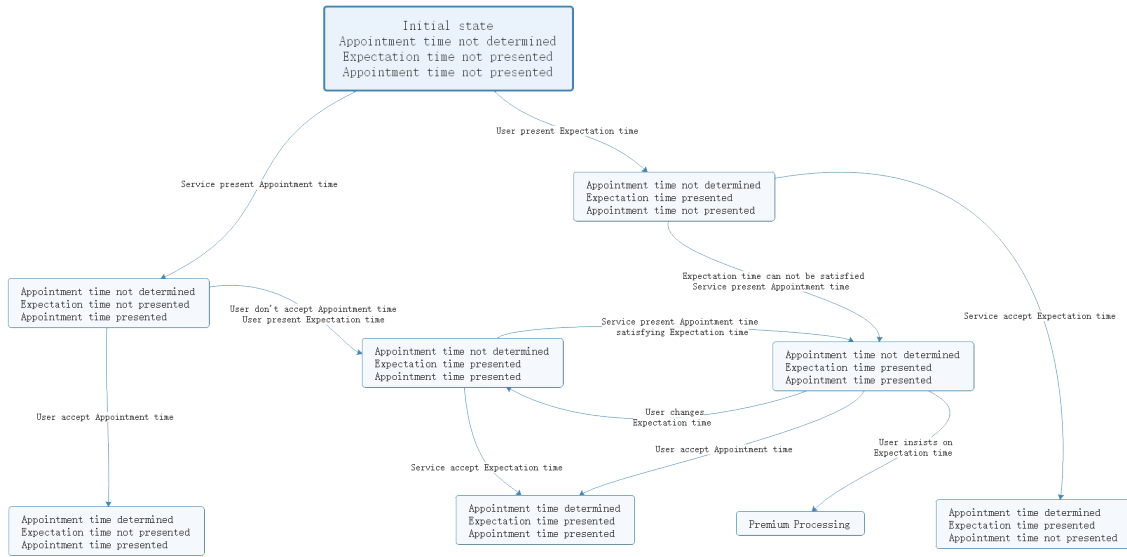 Initial state
Appointment time not determined
Expectation time not presented
Appointment time not presented
User present Expectation time
Service present Appointment time
Appointment time not determined
Expectation time presented
Appointment time not presented
Expectation time can not be satisfied
Service present Appointment time
Appointment time not determined
Expectation time not presented
Appointment time presented
User don't accept Appointment time
User present Expectation time
Service present Appointment time
satisfying Expectation time
Service accept Expectation time
Appointment time not determined
Expectation time presented
Appointment time presented
Appointment time not determined
Expectation time presented
Appointment time presented
User accept Appointment time
User changes
Expectation time
User accept Appointment time
User insists on
Expectation time
Service accept Expectation time
Appointment time determined
Expectation time not presented
Appointment time presented
Appointment time determined
Expectation time presented
Appointment time presented
Premium Processing
Appointment time determined
Expectation time presented
Appointment time not presented